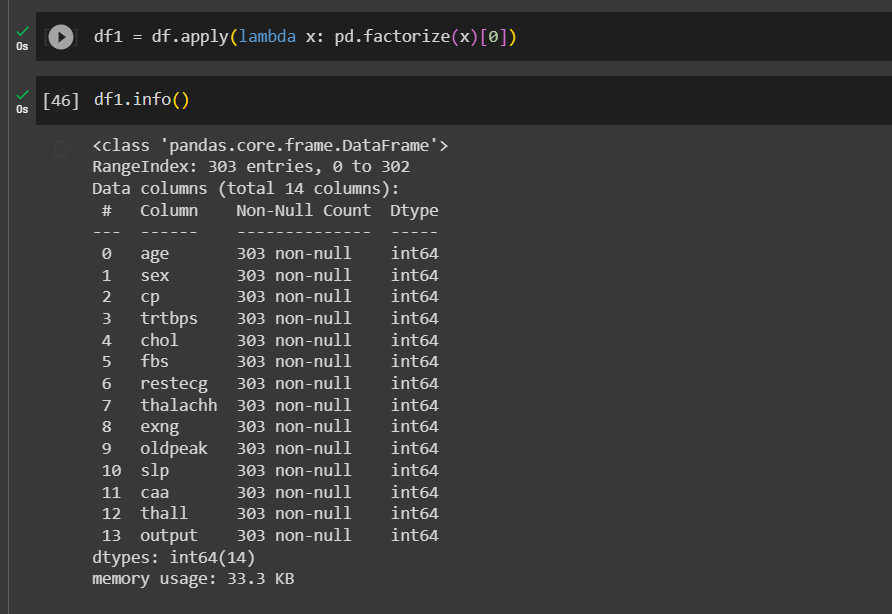 0s
df1 = df.apply(lambda x: pd.factorize(x)[0])
0s
[46] df1.info()
<class 'pandas.core.frame.DataFrame'>
RangeIndex: 303 entries, 0 to 302
Data columns (total 14 columns):
 #   Column    Non-Null Count  Dtype
---  ------    --------------  -----
 0   age       303 non-null    int64
 1   sex       303 non-null    int64
 2   cp        303 non-null    int64
 3   trtbps    303 non-null    int64
 4   chol      303 non-null    int64
 5   fbs       303 non-null    int64
 6   restecg   303 non-null    int64
 7   thalachh  303 non-null    int64
 8   exng      303 non-null    int64
 9   oldpeak   303 non-null    int64
 10  slp       303 non-null    int64
 11  caa       303 non-null    int64
 12  thall     303 non-null    int64
 13  output    303 non-null    int64
dtypes: int64(14)
memory usage: 33.3 KB